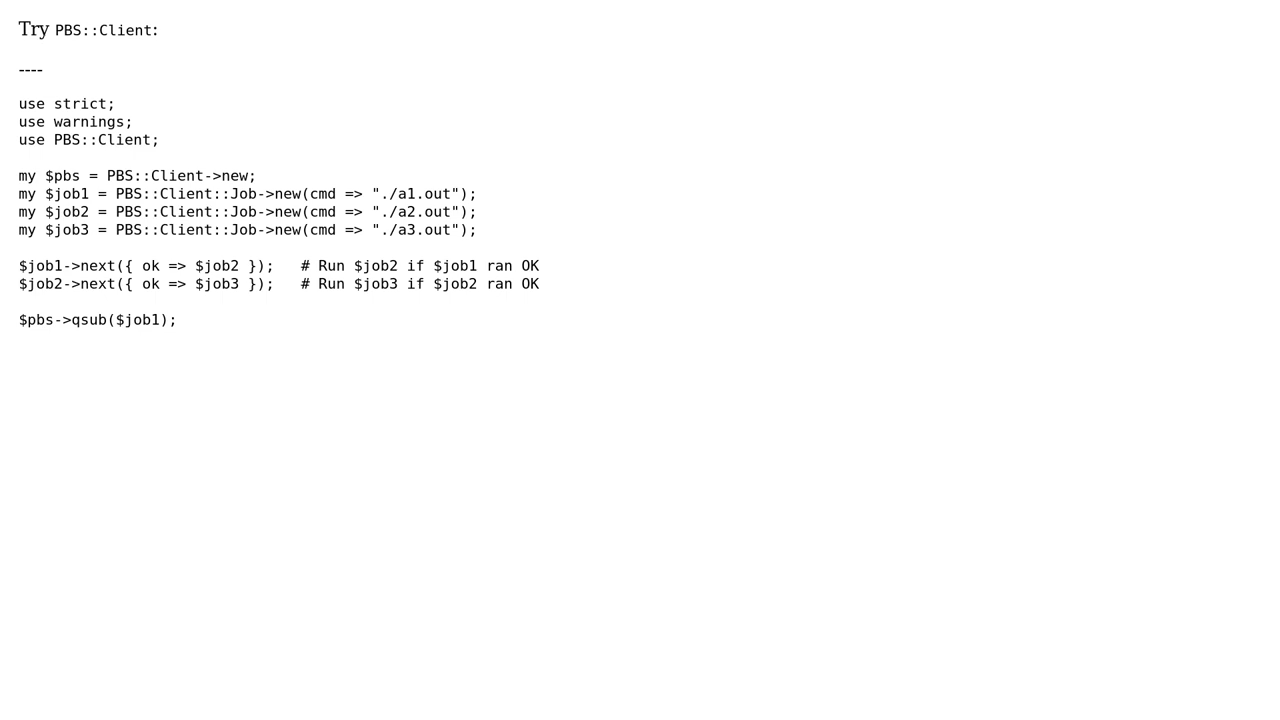 Try PBS::Client:
----
use strict;
use warnings;
use PBS::Client;
my $pbs = PBS::Client->new;
my $job1 = PBS::Client::Job->new(cmd => "./a1.out");
my $job2 = PBS::Client::Job->new(cmd => "./a2.out");
my $job3 = PBS::Client::Job->new(cmd => "./a3.out");
$job1->next({ ok => $job2 });   # Run $job2 if $job1 ran OK
$job2->next({ ok => $job3 });   # Run $job3 if $job2 ran OK
$pbs->qsub($job1);